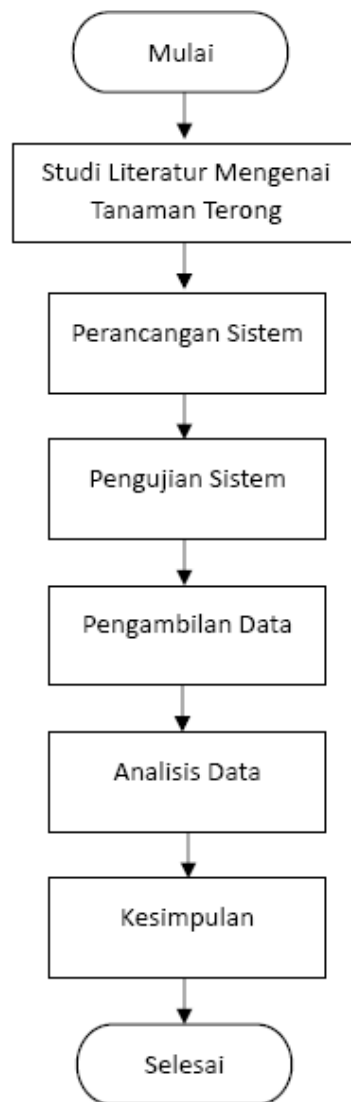 Mulai
Studi Literatur Mengenai
Tanaman Terong
Perancangan Sistem
Pengujian Sistem
Pengambilan Data
Analisis Data
Kesimpulan
Selesai